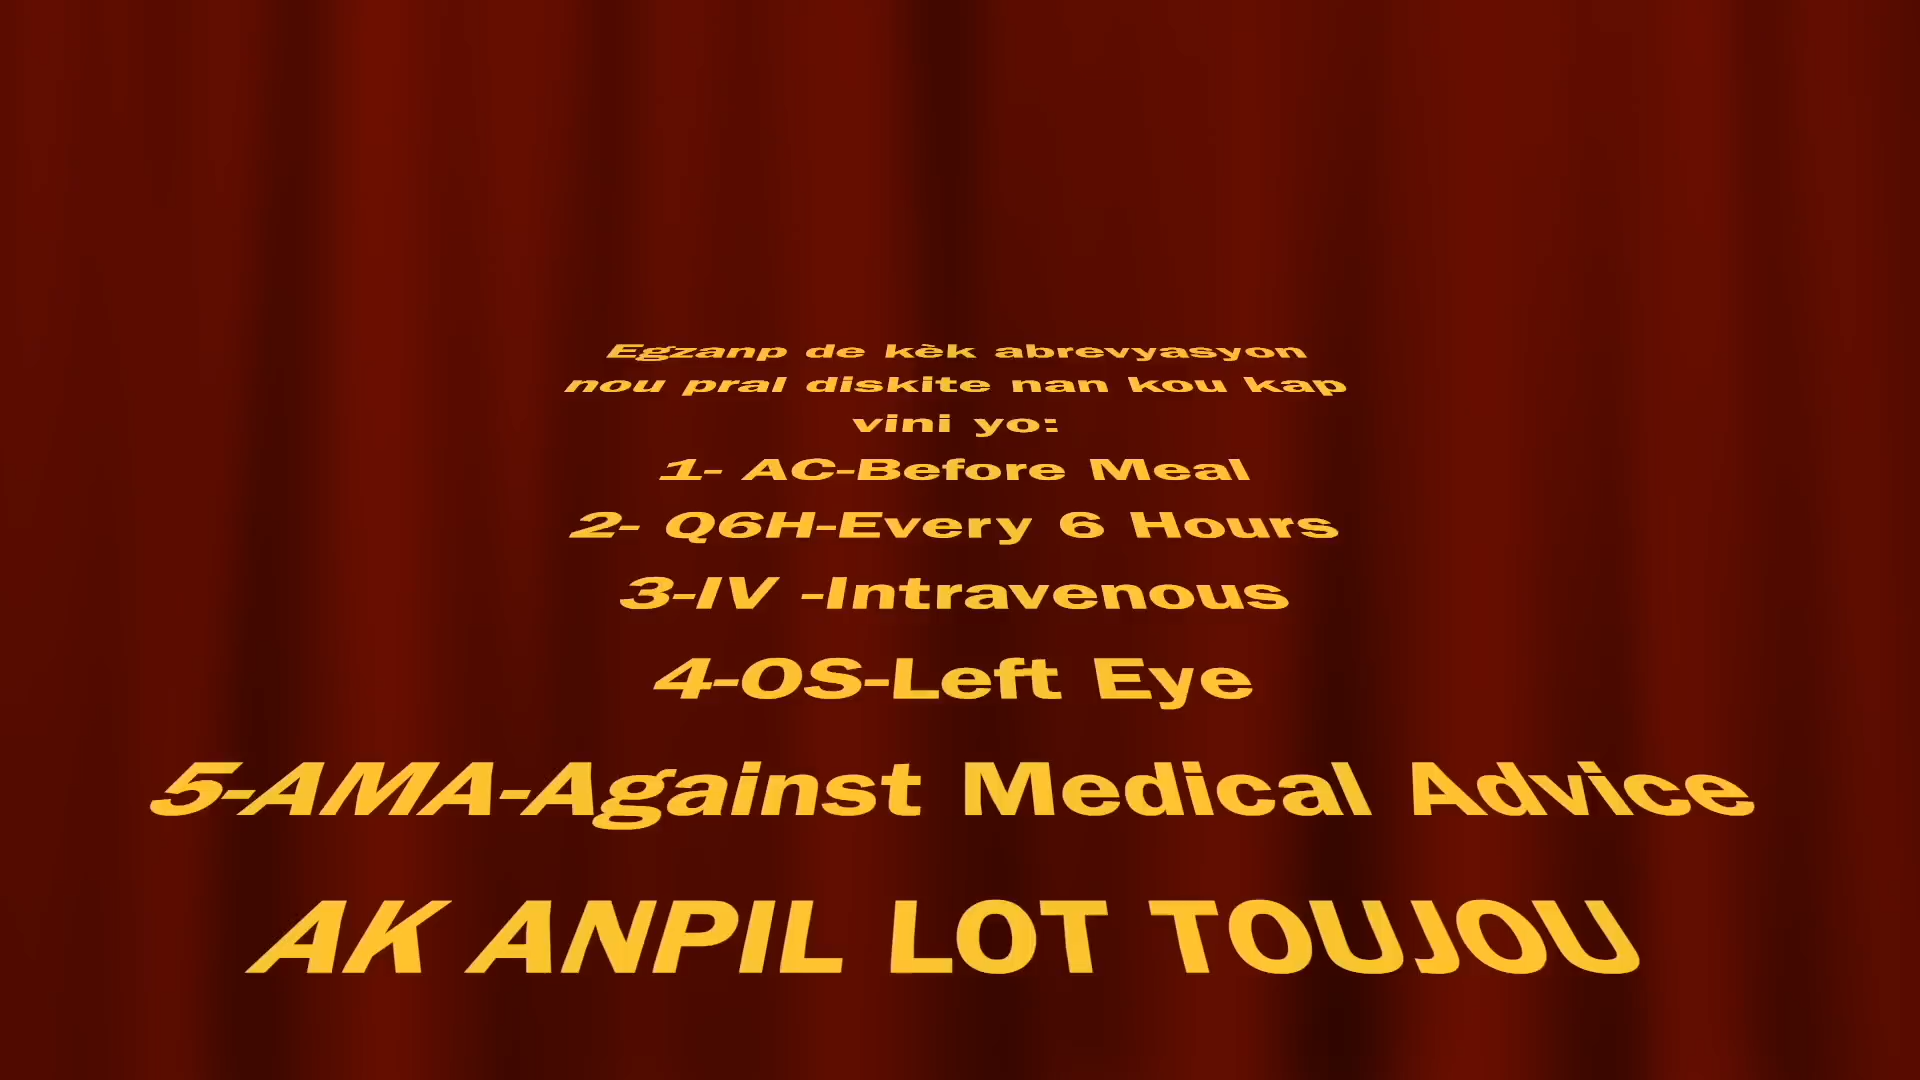 Egzanp de kèk abrevyasyon
nou pral diskite nan kou kap
vini yo:
1- AC-Before Meal
2- Q6H-Every 6 Hours
3-IV -Intravenous
4-OS-Left Eye
5-AMA-Against Medical Advice
AK ANPIL LOT TOUJOU